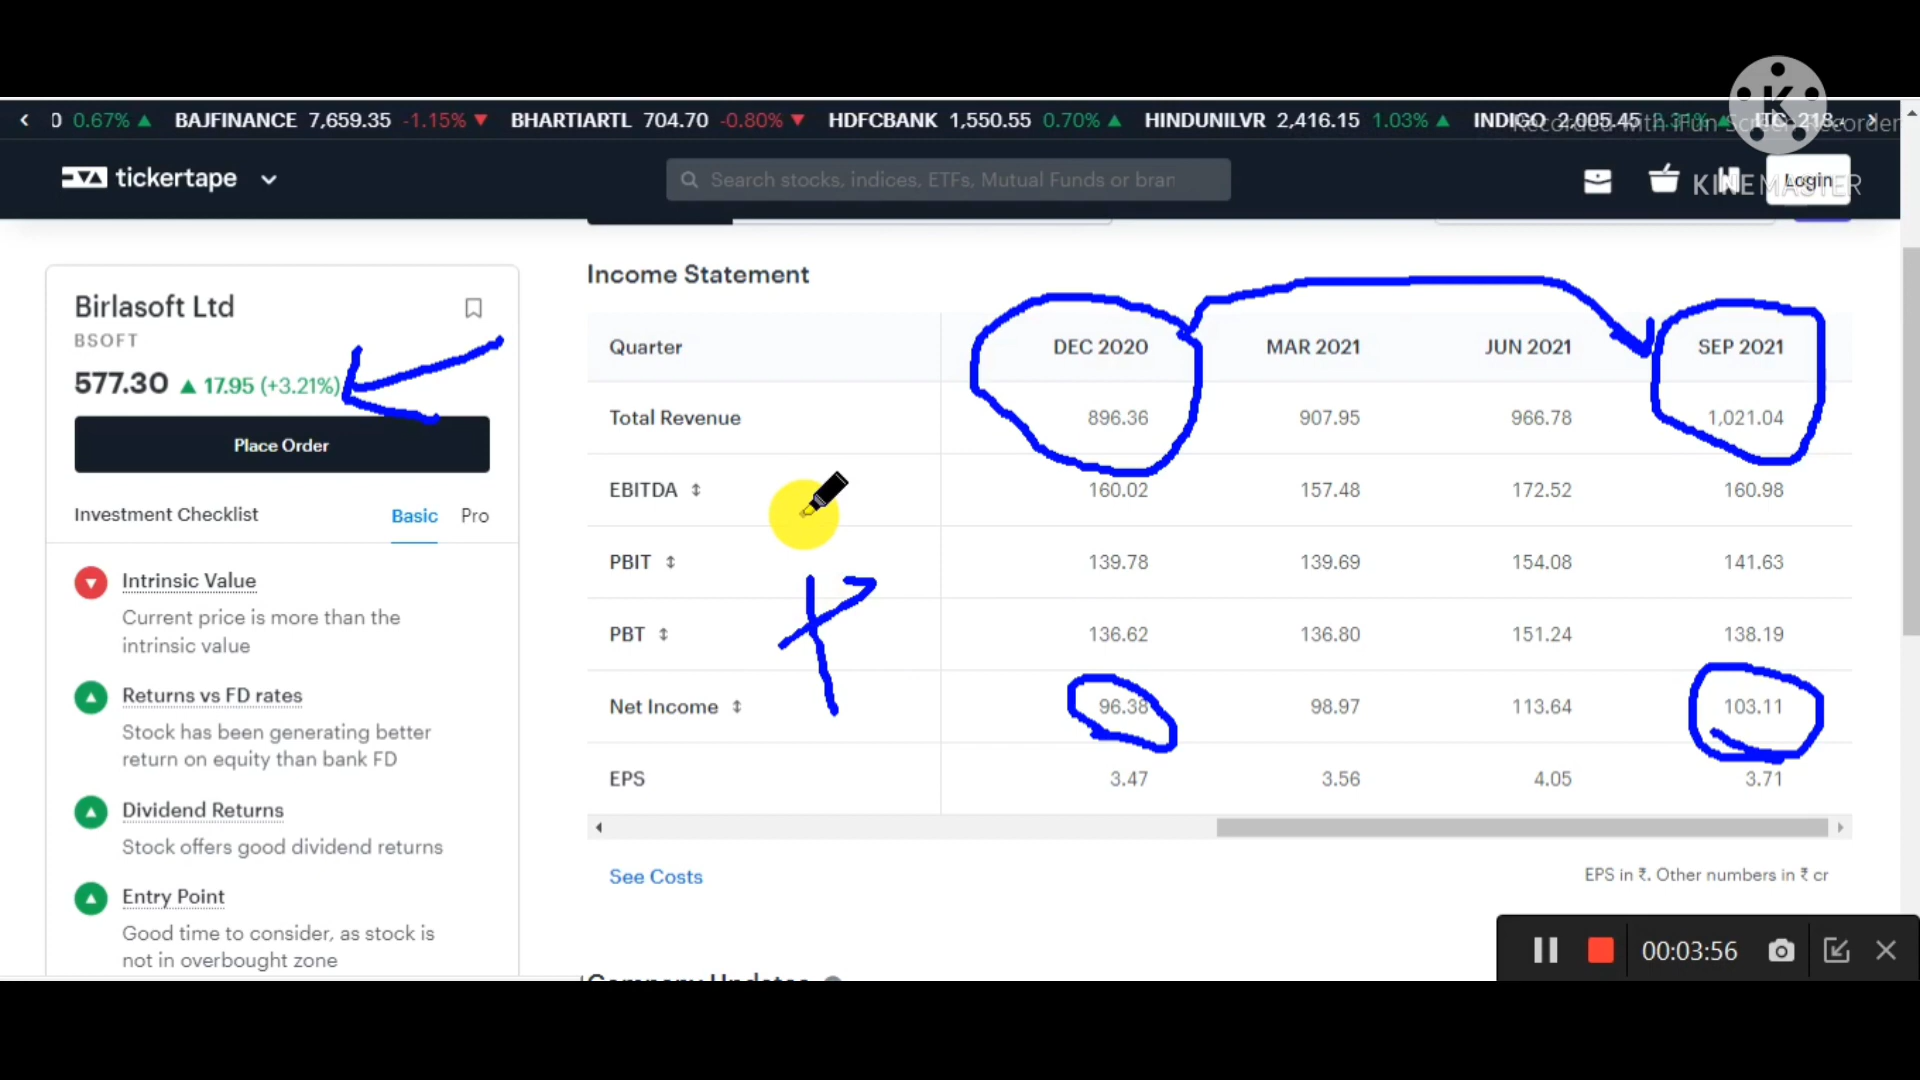 0 0.67% ▲ BAJFINANCE 7,659.35 -1.15% ▼ BHARTIARTL 704.70 -0.80% ▼ HDFCBANK 1,550.55 0.70% ▲ HINDUNILVR 2,416.15 1.03% ▲ INDIGO 2,005.45
Recorded with iFun Screen Recorder
tickertape
Search stocks, indices, ETFs, Mutual Funds or bran
KINEMASTER
Login
Birlasoft Ltd
BSOFT
577.30 ▲ 17.95 (+3.21%)
Place Order
Investment Checklist Basic Pro
Intrinsic Value
Current price is more than the
intrinsic value
Returns vs FD rates
Stock has been generating better
return on equity than bank FD
Dividend Returns
Stock offers good dividend returns
Entry Point
Good time to consider, as stock is
not in overbought zone
Income Statement
Quarter DEC 2020 MAR 2021 JUN 2021 SEP 2021
Total Revenue 896.36 907.95 966.78 1,021.04
EBITDA 160.02 157.48 172.52 160.98
PBIT 139.78 139.69 154.08 141.63
PBT 136.62 136.80 151.24 138.19
Net Income 96.38 98.97 113.64 103.11
EPS 3.47 3.56 4.05 3.71
See Costs
EPS in ₹. Other numbers in ₹ cr
Company Updates
00:03:56